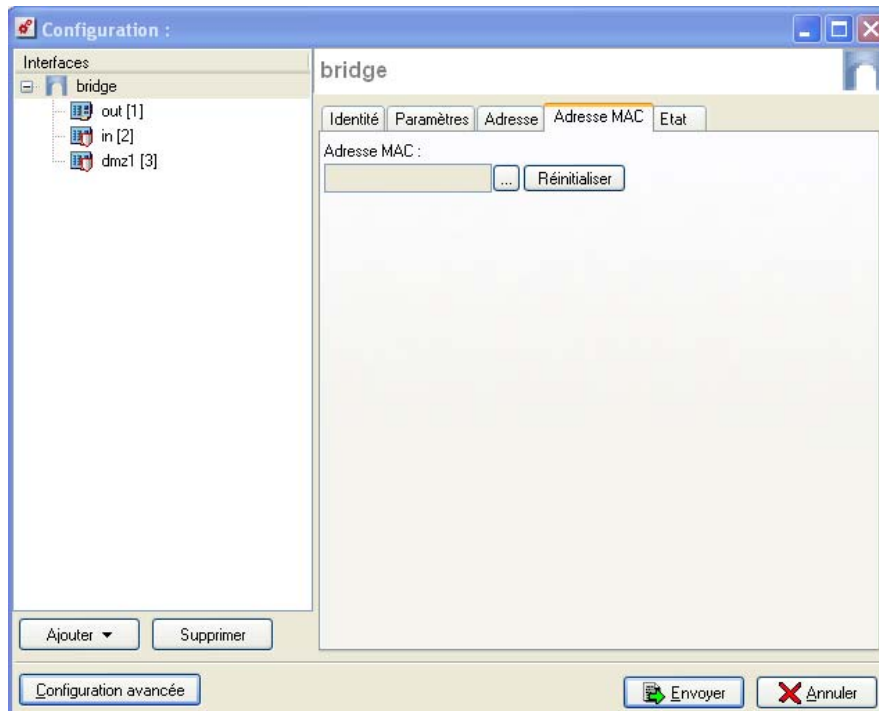 Configuration :
Interfaces
bridge
out [1]
in [2]
dmz1 [3]
bridge
Identité Paramètres Adresse Adresse MAC Etat
Adresse MAC :
... Réinitialiser
Ajouter Supprimer
Configuration avancée Envoyer Annuler